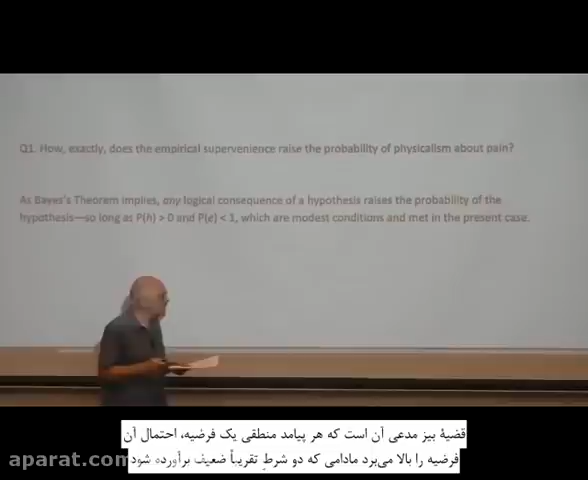 Q1. How, exactly, does the empirical supervenience raise the probability of physicalism about pain?
As Bayes's Theorem implies, any logical consequence of a hypothesis raises the probability of the
hypothesis—so long as P(h) > 0 and P(e) < 1, which are modest conditions and met in the present case.
قضیهٔ بیز مدعی آن است که هر پیامد منطقی یک فرضیه، احتمال آن
فرضیه را بالا می‌برد مادامی که دو شرطِ تقریباً ضعیف برآورده شود
aparat.com